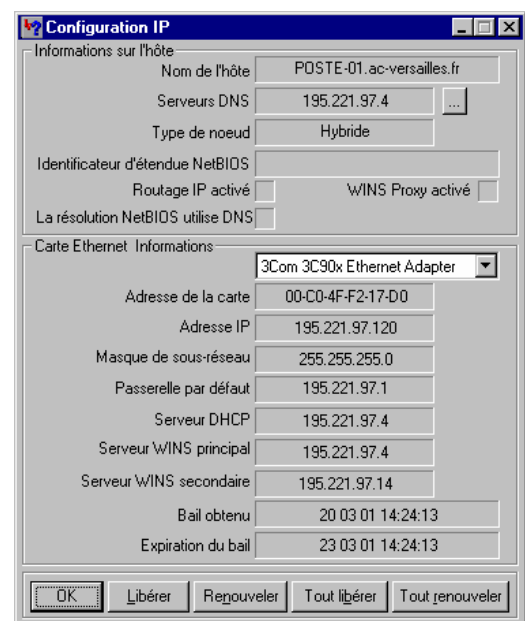 Configuration IP
Informations sur l'hôte
Nom de l'hôte POSTE-01.ac-versailles.fr
Serveurs DNS 195.221.97.4 ...
Type de noeud Hybride
Identificateur d'étendue NetBIOS
Routage IP activé WINS Proxy activé
La résolution NetBIOS utilise DNS
Carte Ethernet Informations
3Com 3C90x Ethernet Adapter
Adresse de la carte 00-C0-4F-F2-17-D0
Adresse IP 195.221.97.120
Masque de sous-réseau 255.255.255.0
Passerelle par défaut 195.221.97.1
Serveur DHCP 195.221.97.4
Serveur WINS principal 195.221.97.4
Serveur WINS secondaire 195.221.97.14
Bail obtenu 20 03 01 14:24:13
Expiration du bail 23 03 01 14:24:13
OK Libérer Renouveler Tout libérer Tout renouveler